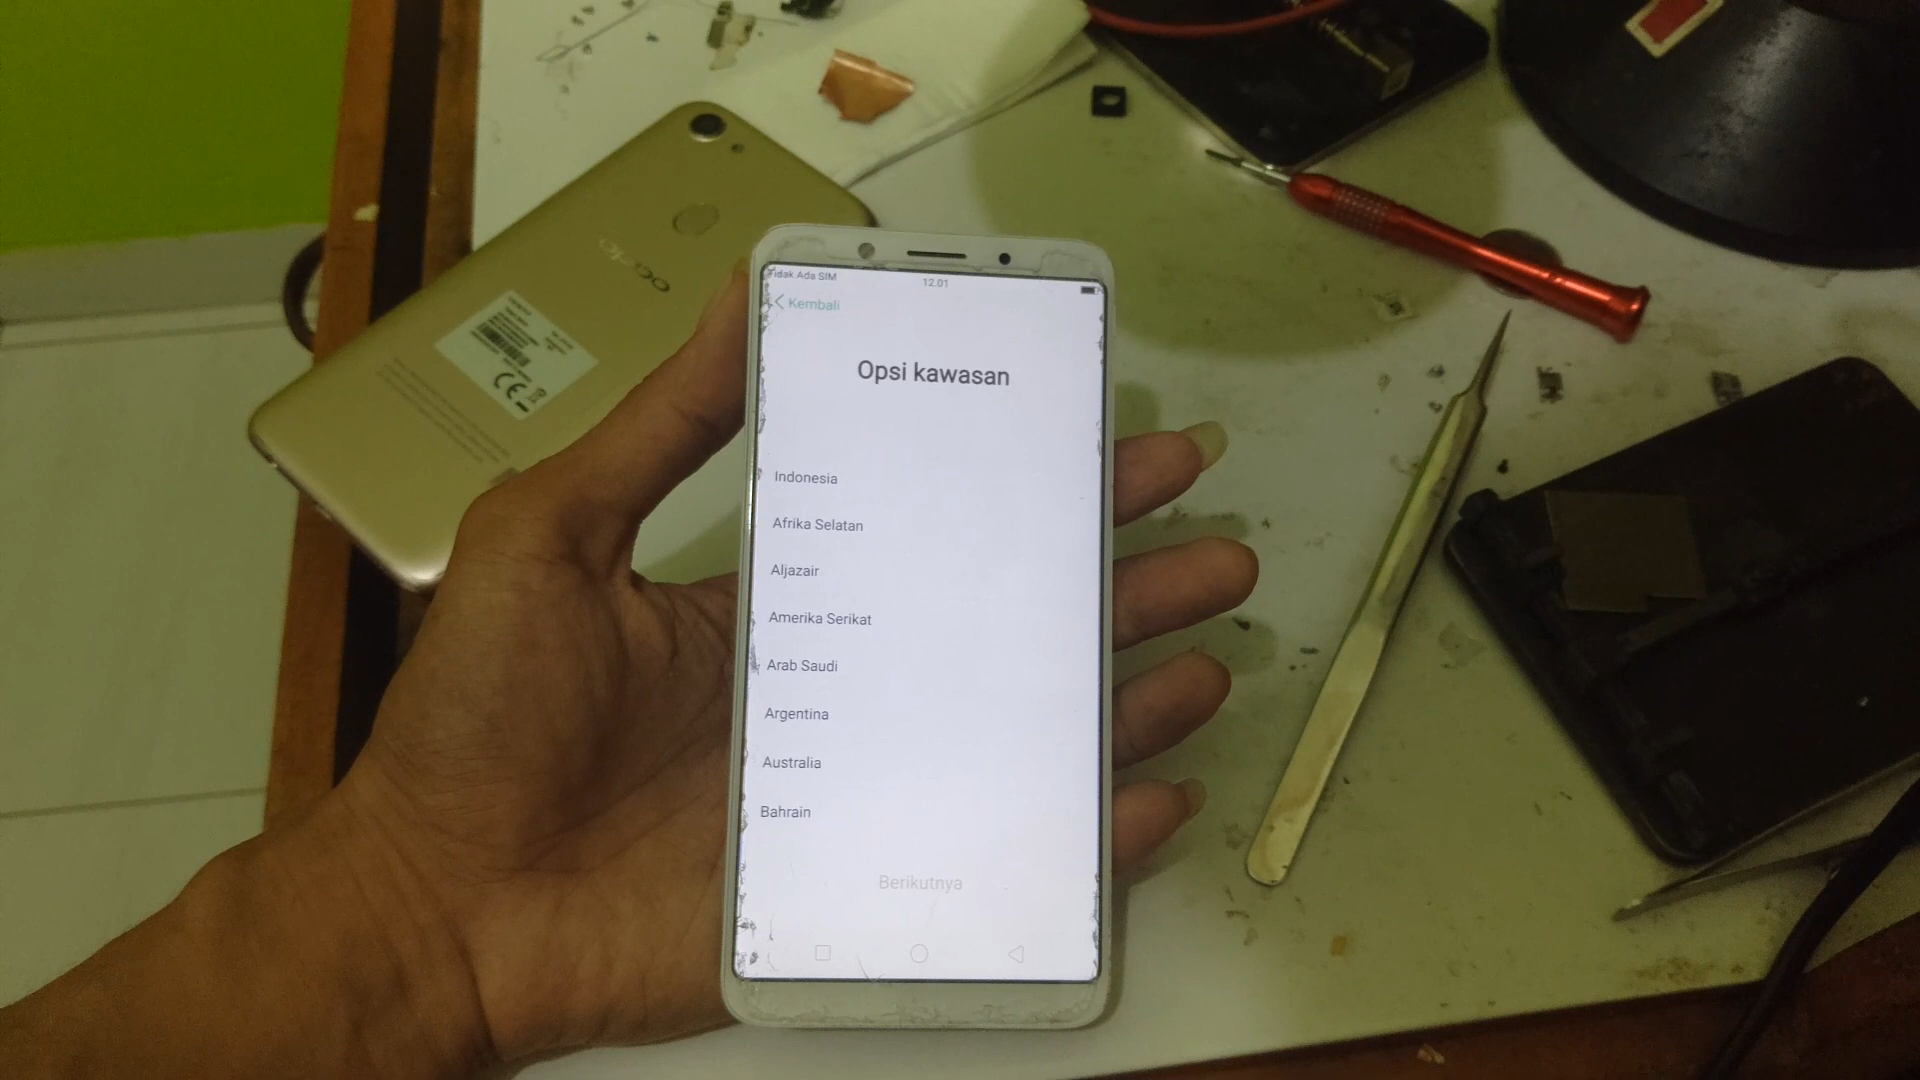 Tidak Ada SIM
12.01
Kembali
Opsi kawasan
Indonesia
Afrika Selatan
Aljazair
Amerika Serikat
Arab Saudi
Argentina
Australia
Bahrain
Berikutnya
oppo
CE